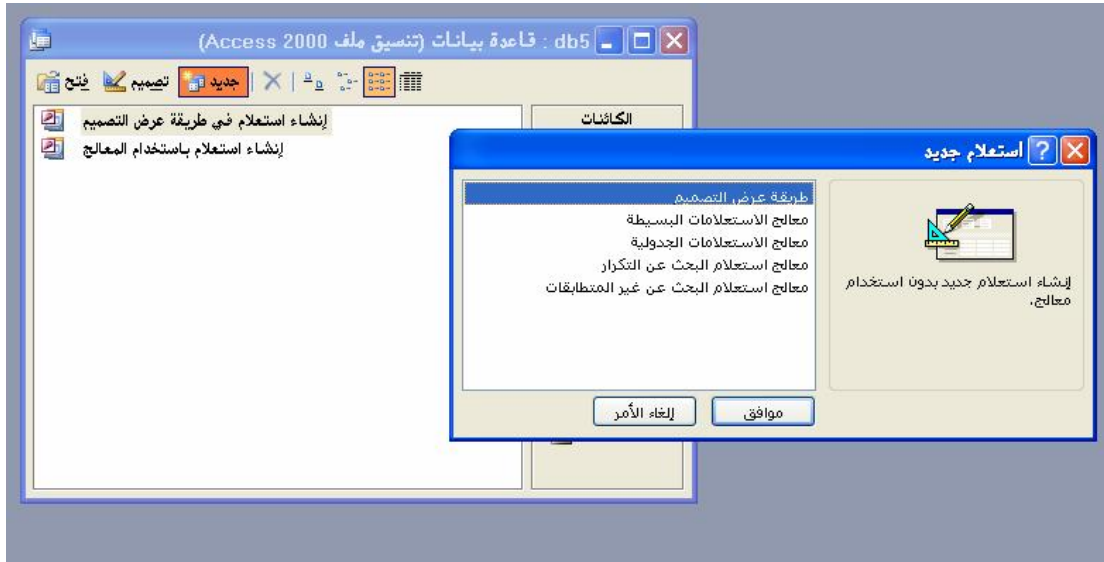 db5 : قاعدة بيانات (تنسيق ملف Access 2000)
فتح تصميم جديد
إنشاء استعلام في طريقة عرض التصميم
إنشاء استعلام باستخدام المعالج
الكائنات
استعلام جديد
طريقة عرض التصميم
معالج الاستعلامات البسيطة
معالج الاستعلامات الجدولية
معالج استعلام البحث عن التكرار
معالج استعلام البحث عن غير المتطابقات
إنشاء استعلام جديد بدون استخدام
معالج.
موافق
إلغاء الأمر